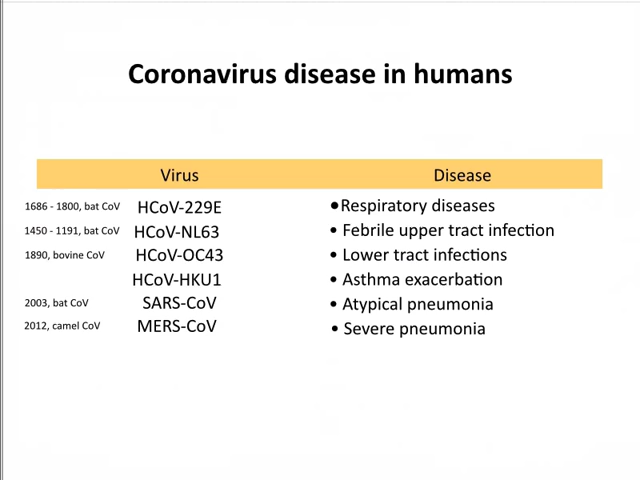 Coronavirus disease in humans
Virus Disease
1686 - 1800, bat CoV HCoV-229E •Respiratory diseases
1450 - 1191, bat CoV HCoV-NL63 • Febrile upper tract infection
1890, bovine CoV HCoV-OC43 • Lower tract infections
HCoV-HKU1 • Asthma exacerbation
2003, bat CoV SARS-CoV • Atypical pneumonia
2012, camel CoV MERS-CoV • Severe pneumonia